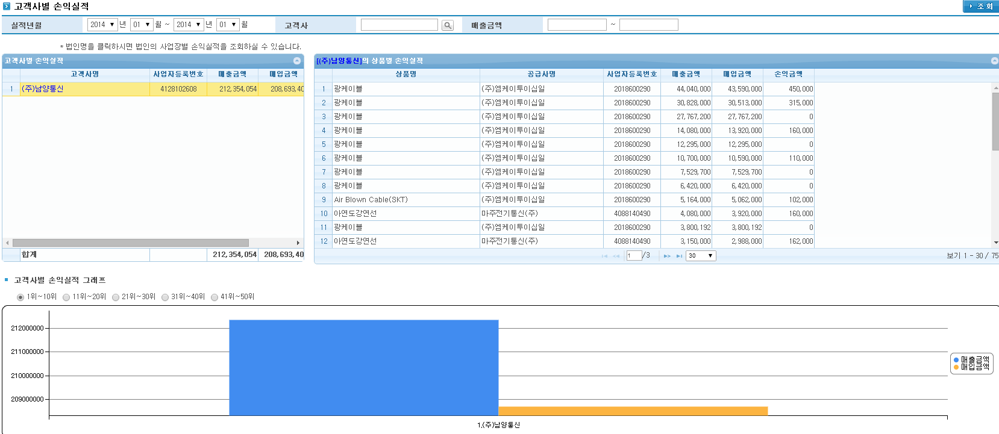 고객사별 손익실적
조회
실적년월 2014 년 01 월 ~ 2014 년 01 월 고객사 매출금액 ~
* 법인명을 클릭하시면 법인의 사업장별 손익실적을 조회하실 수 있습니다.
고객사별 손익실적
고객사명 사업자등록번호 매출금액 매입금액
1 (주)남양통신 4128102608 212,354,054 208,693,40
합계 212,354,054 208,693,40
[(주)남양통신]의 상품별 손익실적
상품명 공급사명 사업자등록번호 매출금액 매입금액 손익금액
1 광케이블 (주)엠케이투이십일 2018600290 44,040,000 43,590,000 450,000
2 광케이블 (주)엠케이투이십일 2018600290 30,828,000 30,513,000 315,000
3 광케이블 (주)엠케이투이십일 2018600290 27,767,200 27,767,200 0
4 광케이블 (주)엠케이투이십일 2018600290 14,080,000 13,920,000 160,000
5 광케이블 (주)엠케이투이십일 2018600290 12,295,000 12,295,000 0
6 광케이블 (주)엠케이투이십일 2018600290 10,700,000 10,590,000 110,000
7 광케이블 (주)엠케이투이십일 2018600290 7,529,700 7,529,700 0
8 광케이블 (주)엠케이투이십일 2018600290 6,420,000 6,420,000 0
9 Air Blown Cable(SKT) (주)엠케이투이십일 2018600290 5,164,000 5,062,000 102,000
10 아연도강연선 마주전기통신(주) 4088140490 4,080,000 3,920,000 160,000
11 광케이블 (주)엠케이투이십일 2018600290 3,800,192 3,800,192 0
12 아연도강연선 마주전기통신(주) 4088140490 3,150,000 2,988,000 162,000
1 /3 30 보기 1 - 30 / 75
고객사별 손익실적 그래프
1위~10위 11위~20위 21위~30위 31위~40위 41위~50위
212000000
211000000
210000000
209000000
매출금액
매입금액
1.(주)남양통신